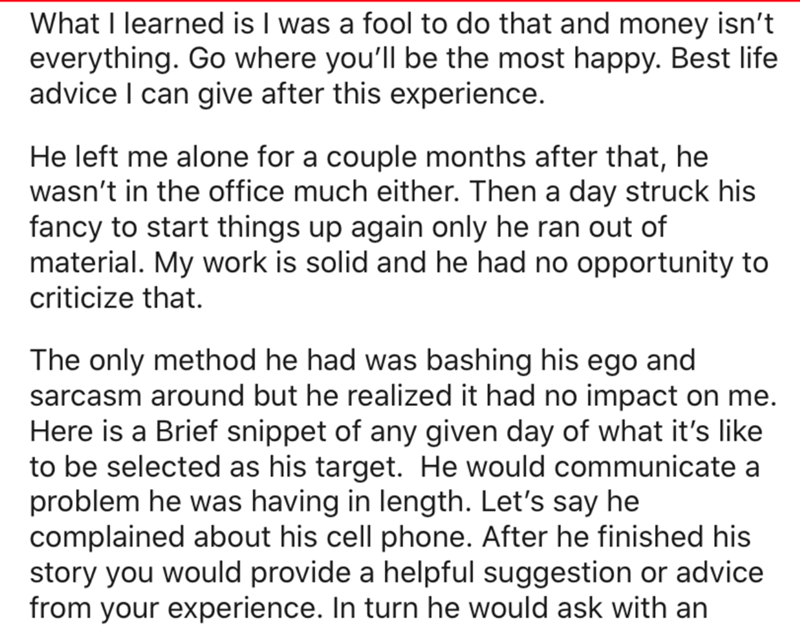 What I learned is I was a fool to do that and money isn’t
everything. Go where you’ll be the most happy. Best life
advice I can give after this experience.
He left me alone for a couple months after that, he
wasn’t in the office much either. Then a day struck his
fancy to start things up again only he ran out of
material. My work is solid and he had no opportunity to
criticize that.
The only method he had was bashing his ego and
sarcasm around but he realized it had no impact on me.
Here is a Brief snippet of any given day of what it’s like
to be selected as his target.  He would communicate a
problem he was having in length. Let’s say he
complained about his cell phone. After he finished his
story you would provide a helpful suggestion or advice
from your experience. In turn he would ask with an